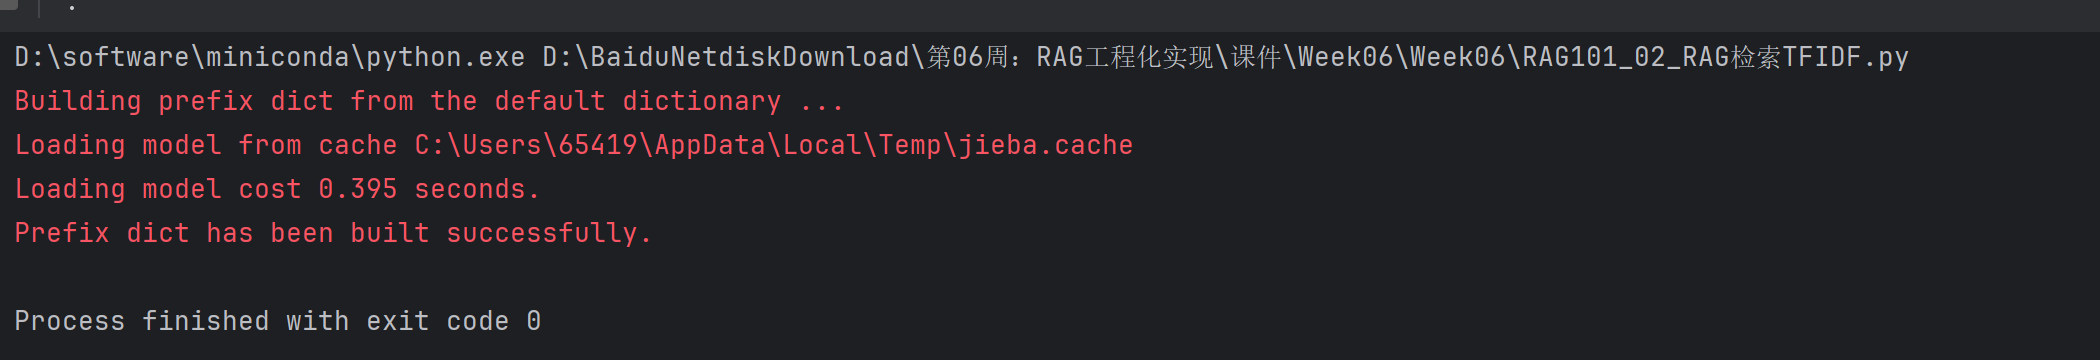 D:\software\miniconda\python.exe D:\BaiduNetdiskDownload\第06周：RAG工程化实现\课件\Week06\Week06\RAG101_02_RAG检索TFIDF.py
Building prefix dict from the default dictionary ...
Loading model from cache C:\Users\65419\AppData\Local\Temp\jieba.cache
Loading model cost 0.395 seconds.
Prefix dict has been built successfully.
Process finished with exit code 0